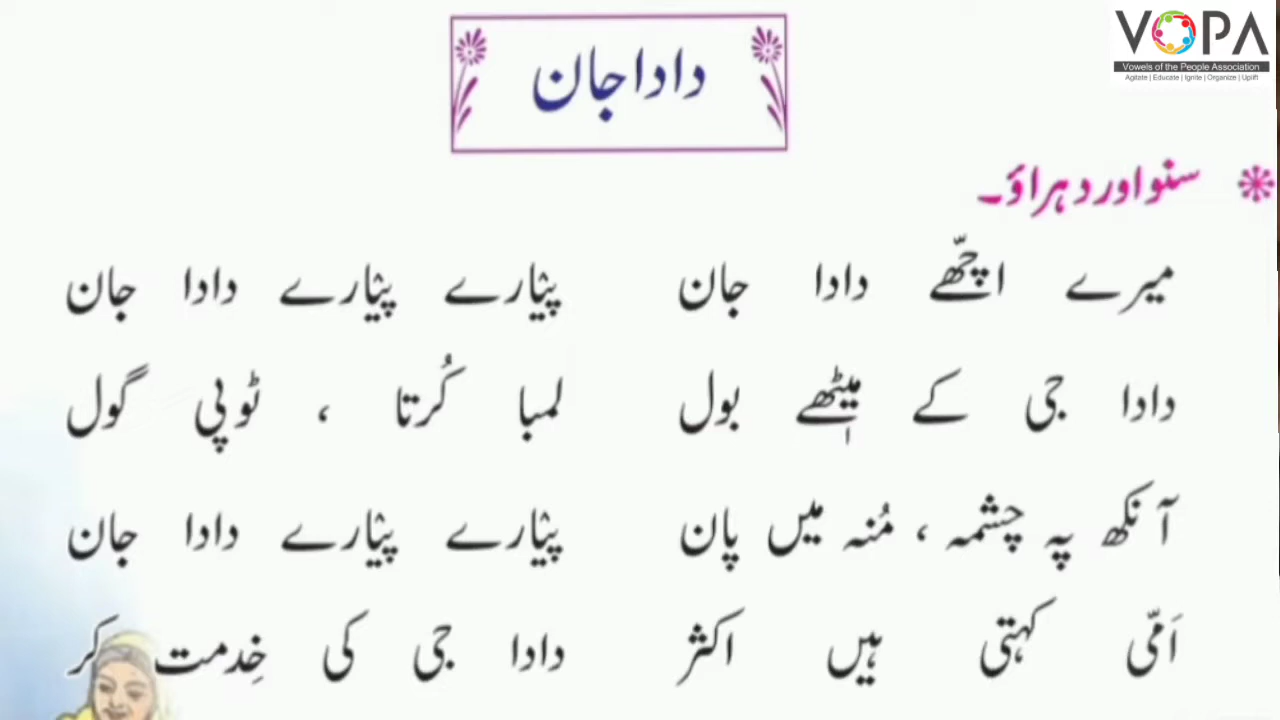 VOPA
Vowels of the People Association
Agitate | Educate | Ignite | Organize | Uplift
دادا جان
سنو اور دہراؤ۔
میرے اچّھے دادا جان پیارے پیارے دادا جان
دادا جی کے میٹھے بول لمبا کُرتا ، ٹوپی گول
آنکھ پہ چشمہ ، مُنہ میں پان پیارے پیارے دادا جان
اَمّی کہتی ہیں اکثر دادا جی کی خِدمت کر